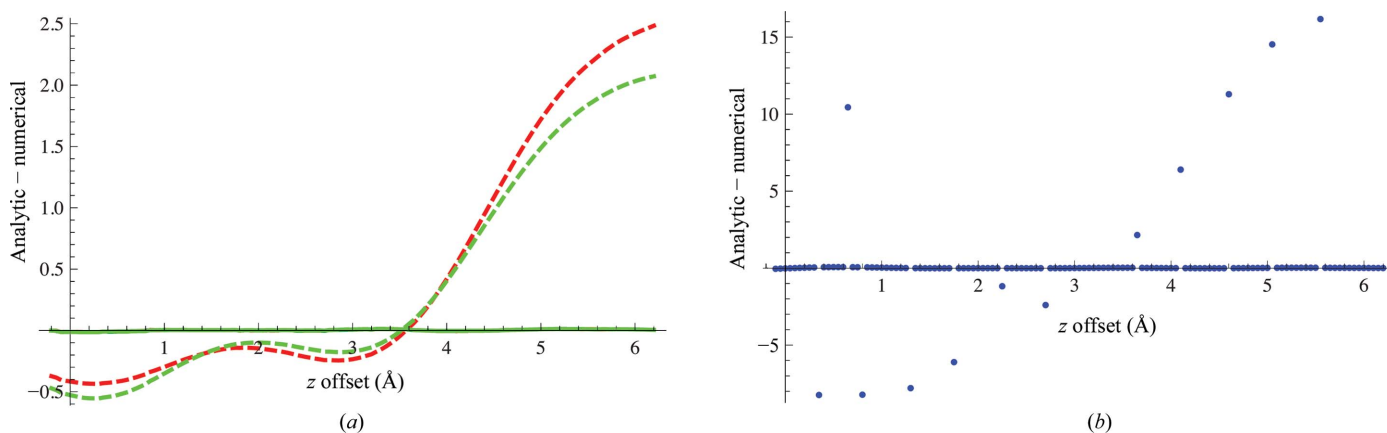 2.5
2.0
1.5
1.0
0.5
−0.5
Analytic − numerical
1 2 3 4 5 6
z offset (Å)
(a)
15
10
5
−5
Analytic − numerical
1 2 3 4 5 6
z offset (Å)
(b)